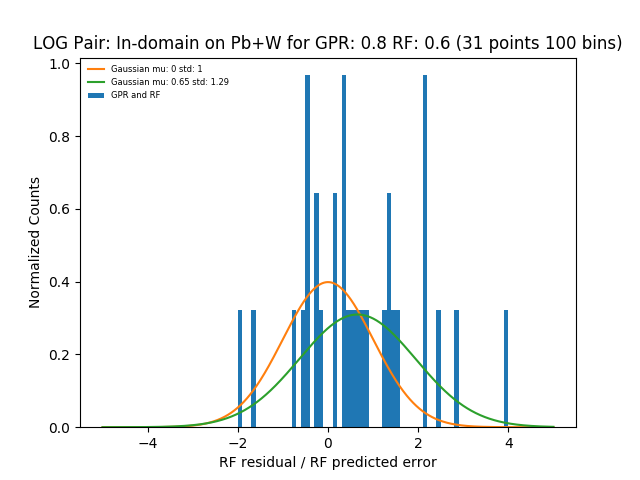 LOG Pair: In-domain on Pb+W for GPR: 0.8 RF: 0.6 (31 points 100 bins)
Gaussian mu: 0 std: 1
Gaussian mu: 0.65 std: 1.29
GPR and RF
Normalized Counts
1.0
0.8
0.6
0.4
0.2
0.0
−4 −2 0 2 4
RF residual / RF predicted error